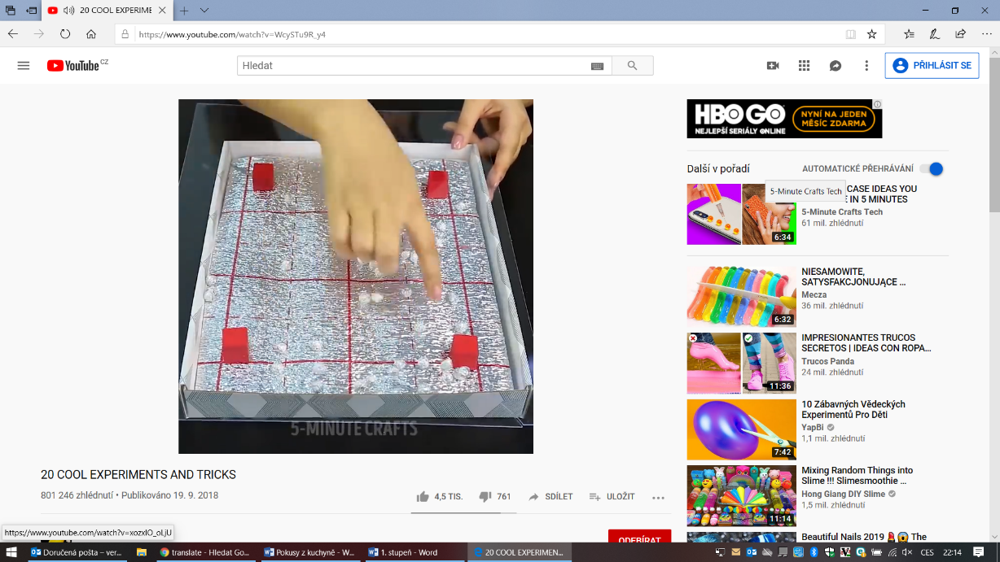 20 COOL EXPERIME
https://www.youtube.com/watch?v=WcySTu9R_y4
YouTube CZ
Hledat
PŘIHLÁSIT SE
HBO GO
NEJLEPŠÍ SERIÁLY ONLINE
NYNÍ NA JEDEN
MĚSÍC ZDARMA
Další v pořadí
AUTOMATICKÉ PŘEHRÁVÁNÍ
5-Minute Crafts Tech
CASE IDEAS YOU
E IN 5 MINUTES
5-Minute Crafts Tech
61 mil. zhlédnutí
6:34
NIESAMOWITE,
SATYSFAKCJONUJĄCE ...
Mecza
36 mil. zhlédnutí
6:32
IMPRESIONANTES TRUCOS
SECRETOS | IDEAS CON ROPA...
Trucos Panda
24 mil. zhlédnutí
11:36
10 Zábavných Vědeckých
Experimentů Pro Děti
YapBi
1,1 mil. zhlédnutí
7:42
Mixing Random Things into
Slime !!! Slimesmoothie ...
Hong Giang DIY Slime
1,5 mil. zhlédnutí
11:14
Beautiful Nails 2019 💄😱 The
5-MINUTE CRAFTS
20 COOL EXPERIMENTS AND TRICKS
801 246 zhlédnutí • Publikováno 19. 9. 2018
4,5 TIS.
761
SDÍLET
ULOŽIT
ODEBÍRAT
https://www.youtube.com/watch?v=xozxlO_oLjU
Doručená pošta – ver...
translate - Hledat Go...
Pokusy z kuchyně - W...
1. stupeň - Word
20 COOL EXPERIMEN...
CES
22:14